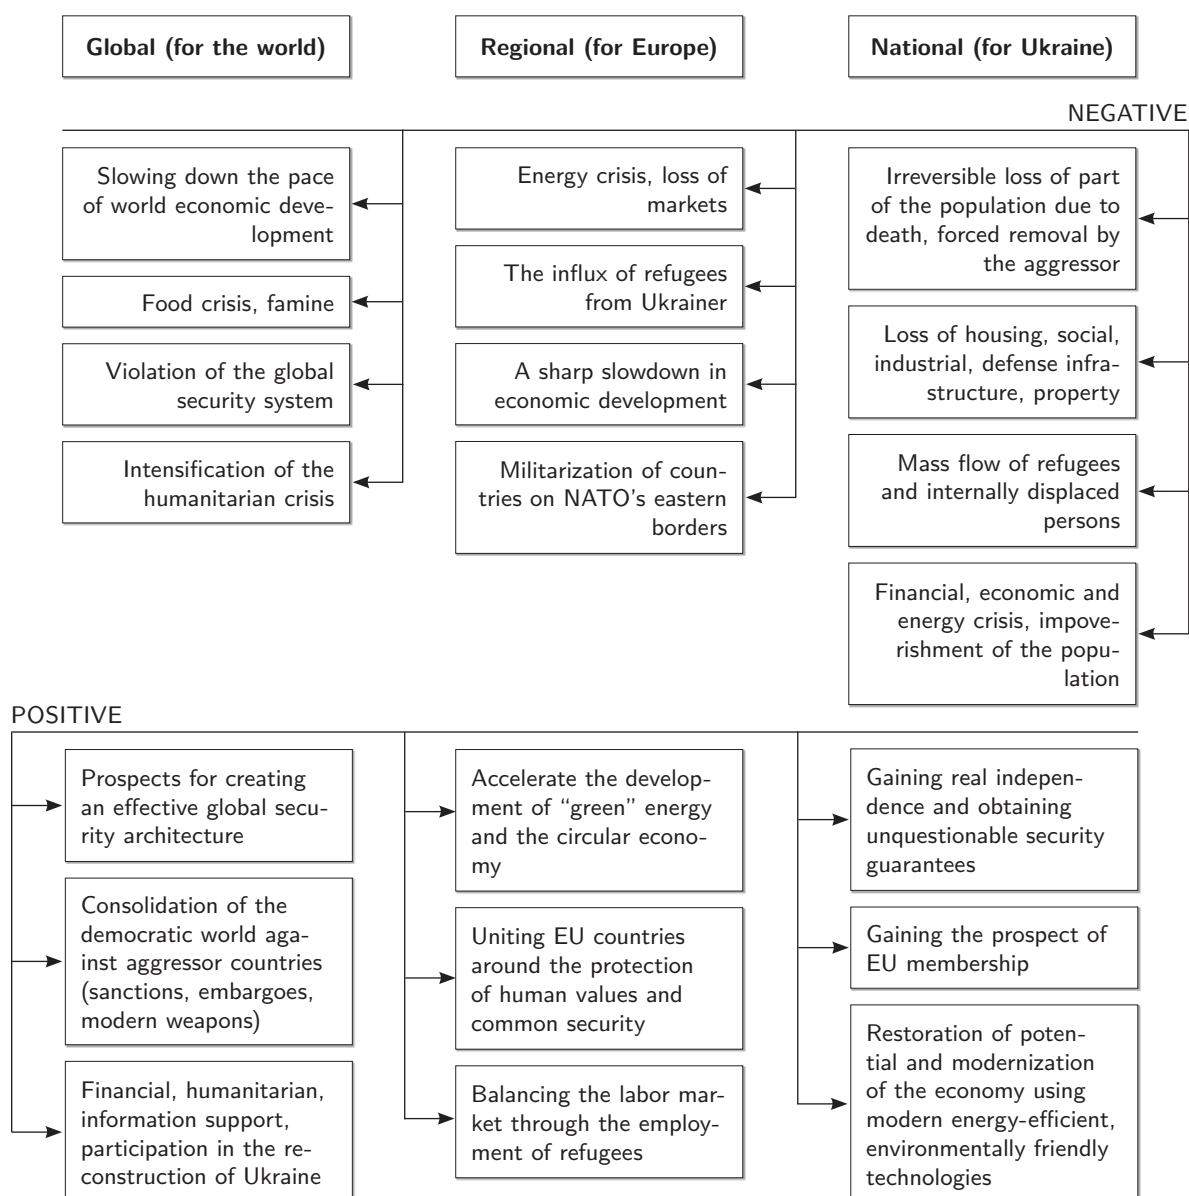 Global (for the world)
Regional (for Europe)
National (for Ukraine)
NEGATIVE
Slowing down the pace
of world economic deve-
lopment
Food crisis, famine
Violation of the global
security system
Intensification of the
humanitarian crisis
Energy crisis, loss of
markets
The influx of refugees
from Ukrainer
A sharp slowdown in
economic development
Militarization of coun-
tries on NATO's eastern
borders
Irreversible loss of part
of the population due to
death, forced removal by
the aggressor
Loss of housing, social,
industrial, defense infra-
structure, property
Mass flow of refugees
and internally displaced
persons
Financial, economic and
energy crisis, impove-
rishment of the popu-
lation
POSITIVE
Prospects for creating
an effective global secu-
rity architecture
Consolidation of the
democratic world aga-
inst aggressor countries
(sanctions, embargoes,
modern weapons)
Financial, humanitarian,
information support,
participation in the re-
construction of Ukraine
Accelerate the develop-
ment of “green” energy
and the circular econo-
my
Uniting EU countries
around the protection
of human values and
common security
Balancing the labor mar-
ket through the employ-
ment of refugees
Gaining real indepen-
dence and obtaining
unquestionable security
guarantees
Gaining the prospect of
EU membership
Restoration of poten-
tial and modernization
of the economy using
modern energy-efficient,
environmentally friendly
technologies